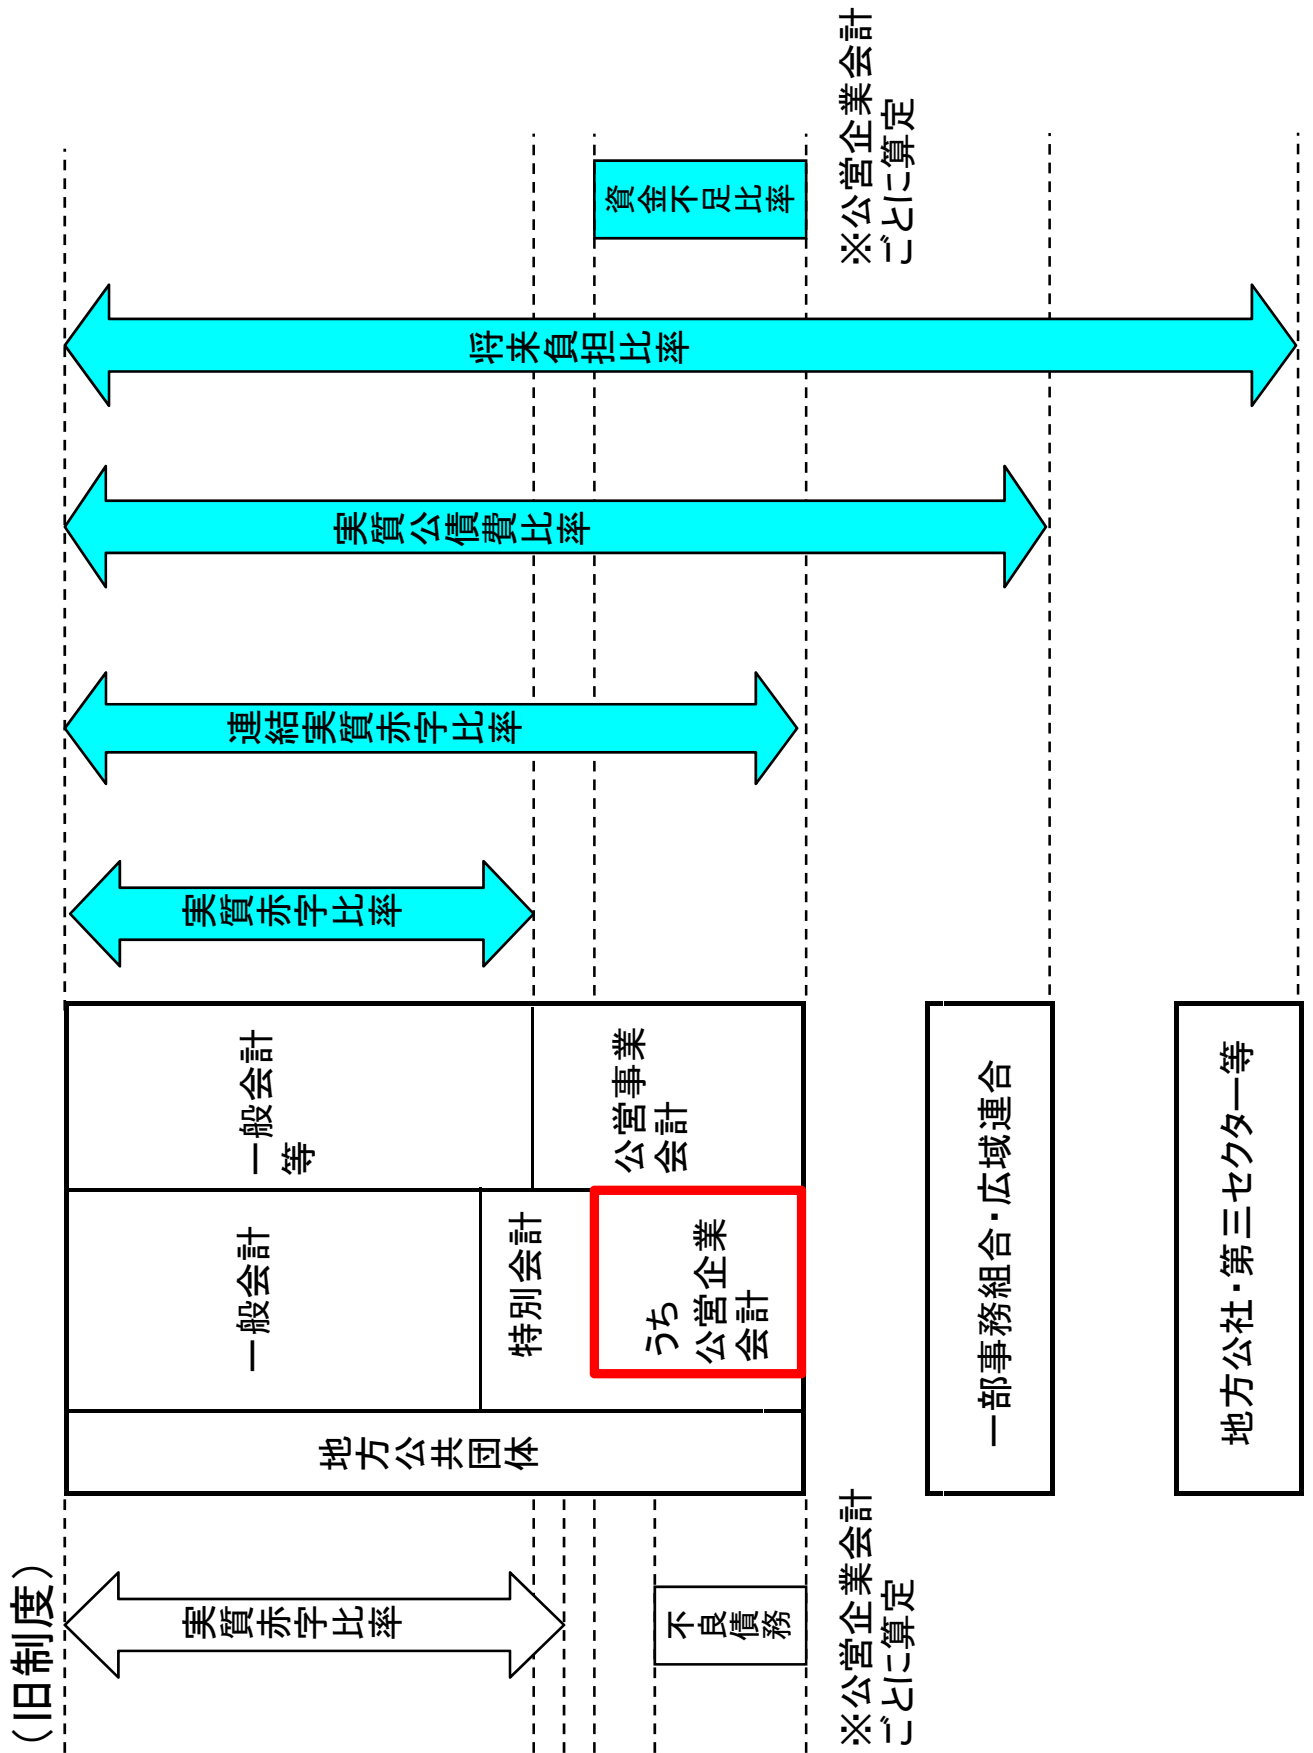 （旧制度）
実質赤字比率
不良債務
※公営企業会計
ごとに算定
地方公共団体
一般会計
特別会計
うち
公営企業
会計
一般会計
等
公営事業
会計
一部事務組合・広域連合
地方公社・第三セクター等
実質赤字比率
連結実質赤字比率
実質公債費比率
将来負担比率
資金不足比率
※公営企業会計
ごとに算定